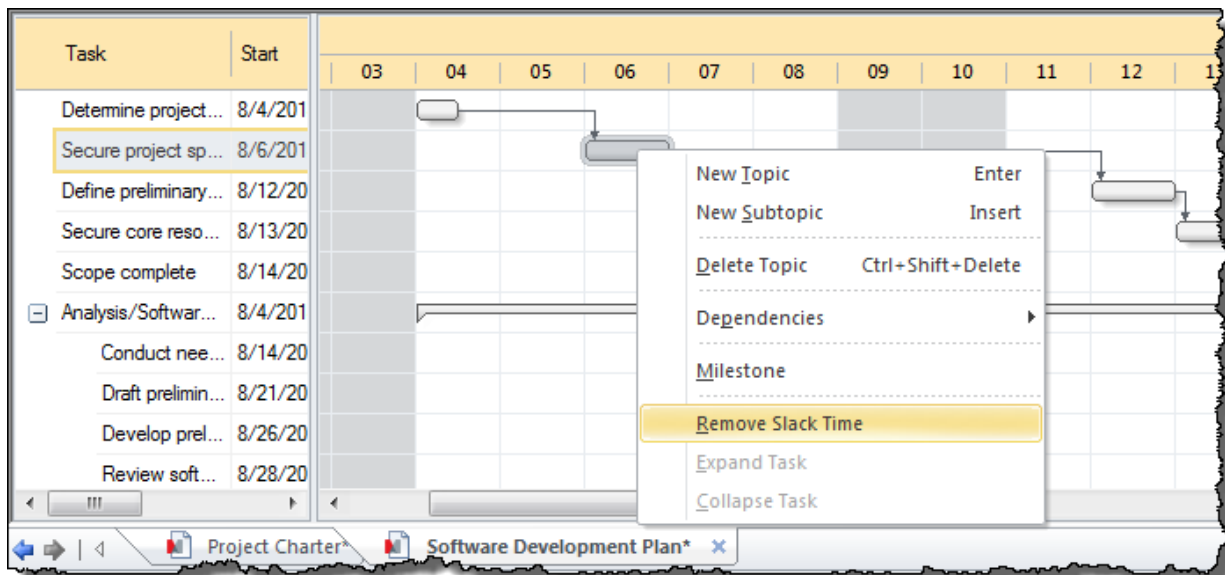 Task Start
03 04 05 06 07 08 09 10 11 12 13
Determine project... 8/4/201
Secure project sp... 8/6/201
Define preliminary... 8/12/20
Secure core reso... 8/13/20
Scope complete 8/14/20
Analysis/Softwar... 8/4/201
Conduct nee... 8/14/20
Draft prelimin... 8/21/20
Develop prel... 8/26/20
Review soft... 8/28/20
New Topic Enter
New Subtopic Insert
Delete Topic Ctrl+Shift+Delete
Dependencies
Milestone
Remove Slack Time
Expand Task
Collapse Task
Project Charter* Software Development Plan*